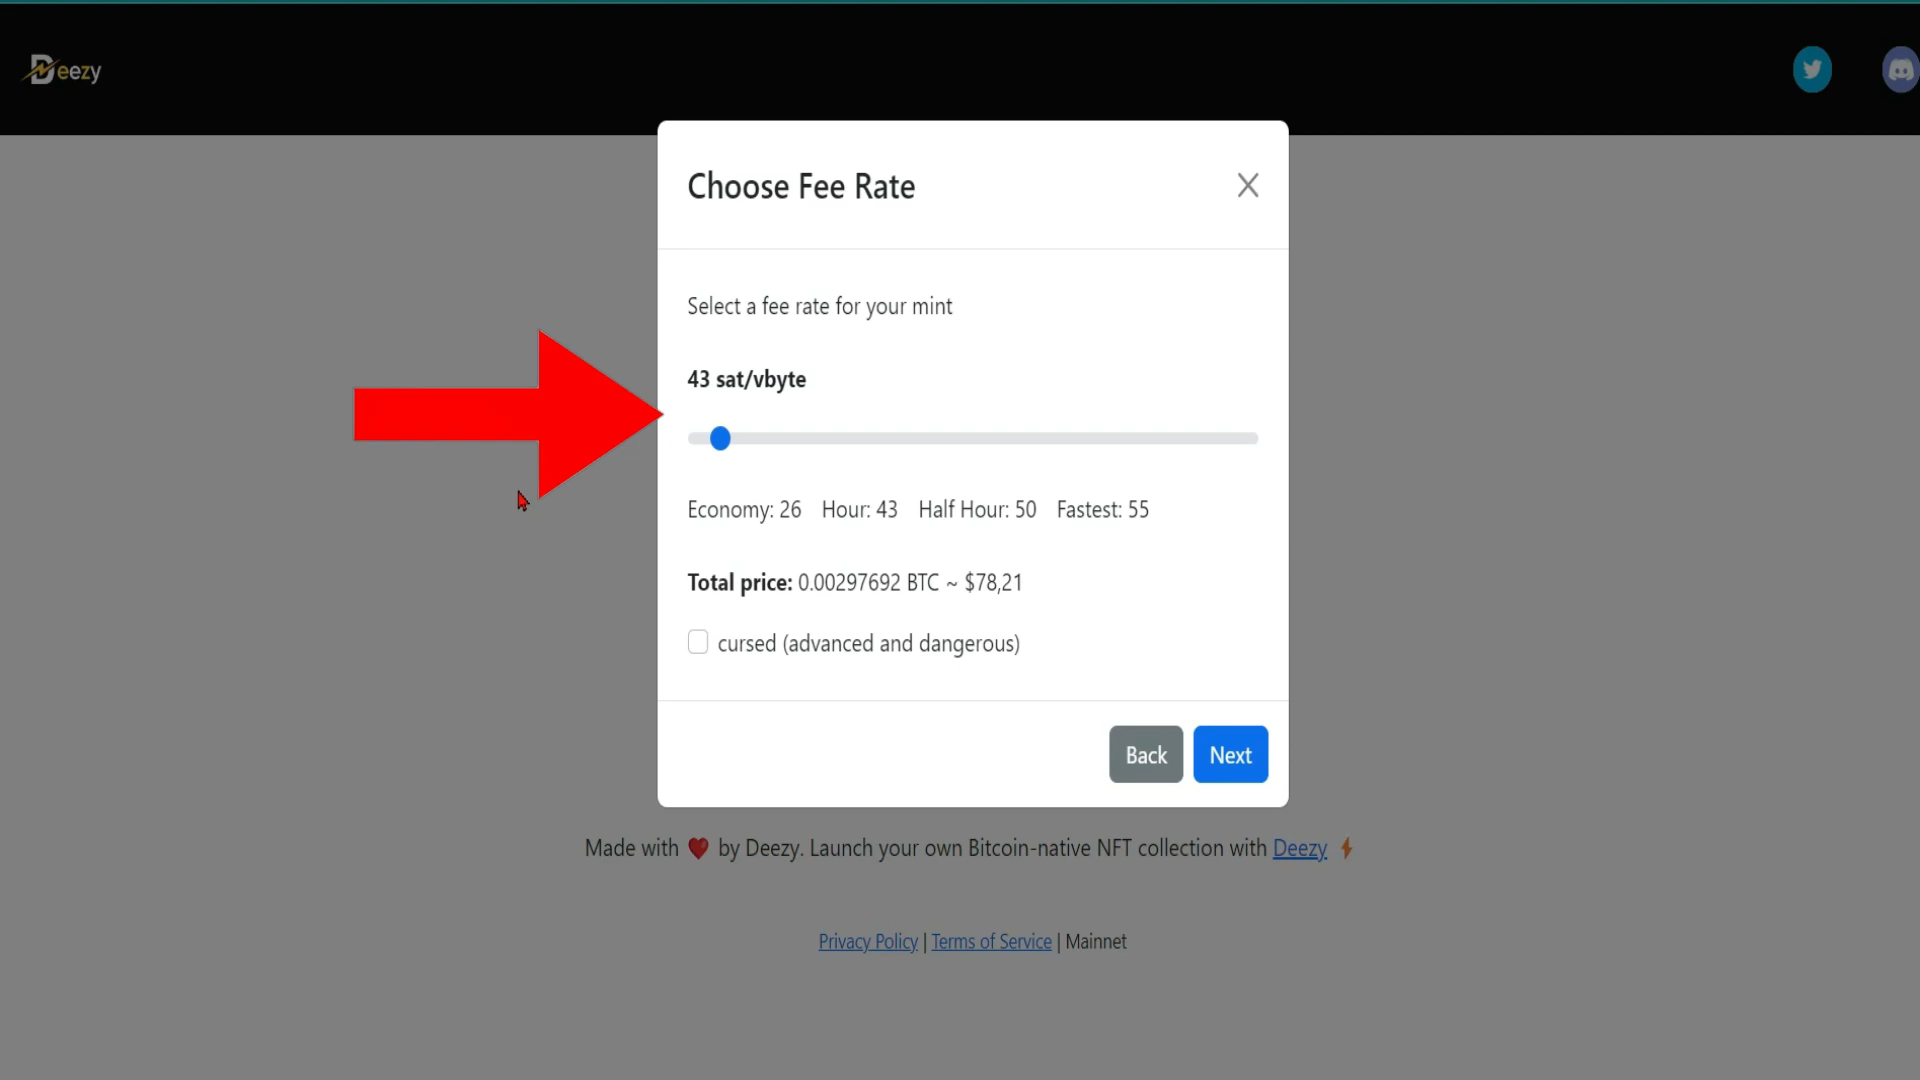 Deezy
Choose Fee Rate
Select a fee rate for your mint
43 sat/vbyte
Economy: 26 Hour: 43 Half Hour: 50 Fastest: 55
Total price: 0.00297692 BTC ~ $78,21
cursed (advanced and dangerous)
Back Next
Made with ❤️ by Deezy. Launch your own Bitcoin-native NFT collection with Deezy ⚡
Privacy Policy | Terms of Service | Mainnet